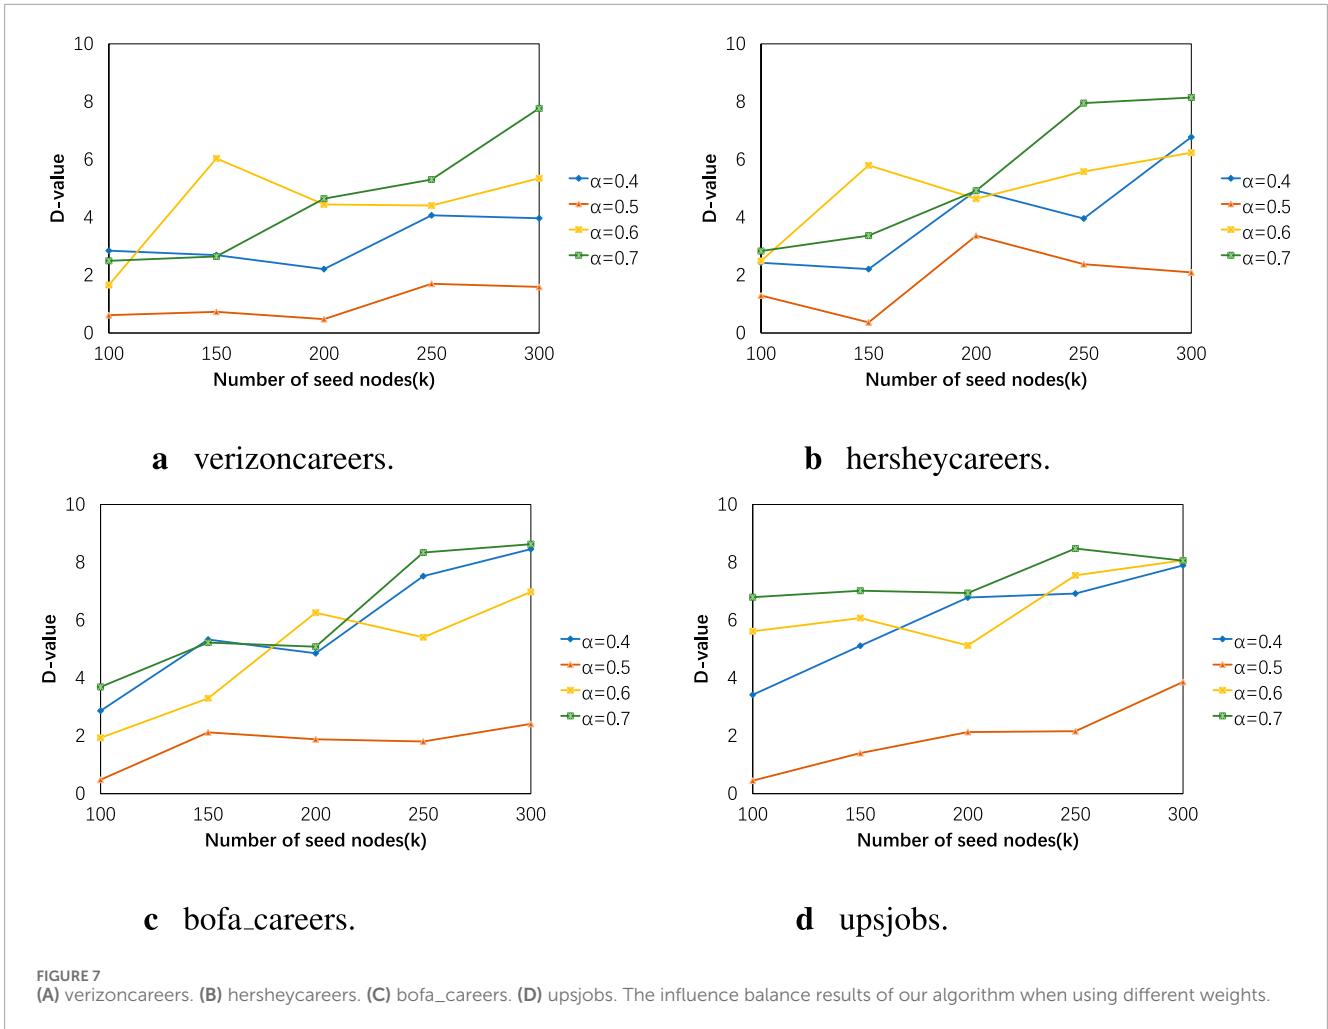 10
8
6
4
2
0
D-value
100 150 200 250 300
Number of seed nodes(k)
α=0.4
α=0.5
α=0.6
α=0.7
a verizoncareers.
10
8
6
4
2
0
D-value
100 150 200 250 300
Number of seed nodes(k)
α=0.4
α=0.5
α=0.6
α=0.7
b hersheycareers.
10
8
6
4
2
0
D-value
100 150 200 250 300
Number of seed nodes(k)
α=0.4
α=0.5
α=0.6
α=0.7
c bofa_careers.
10
8
6
4
2
0
D-value
100 150 200 250 300
Number of seed nodes(k)
α=0.4
α=0.5
α=0.6
α=0.7
d upsjobs.
FIGURE 7
(A) verizoncareers. (B) hersheycareers. (C) bofa_careers. (D) upsjobs. The influence balance results of our algorithm when using different weights.